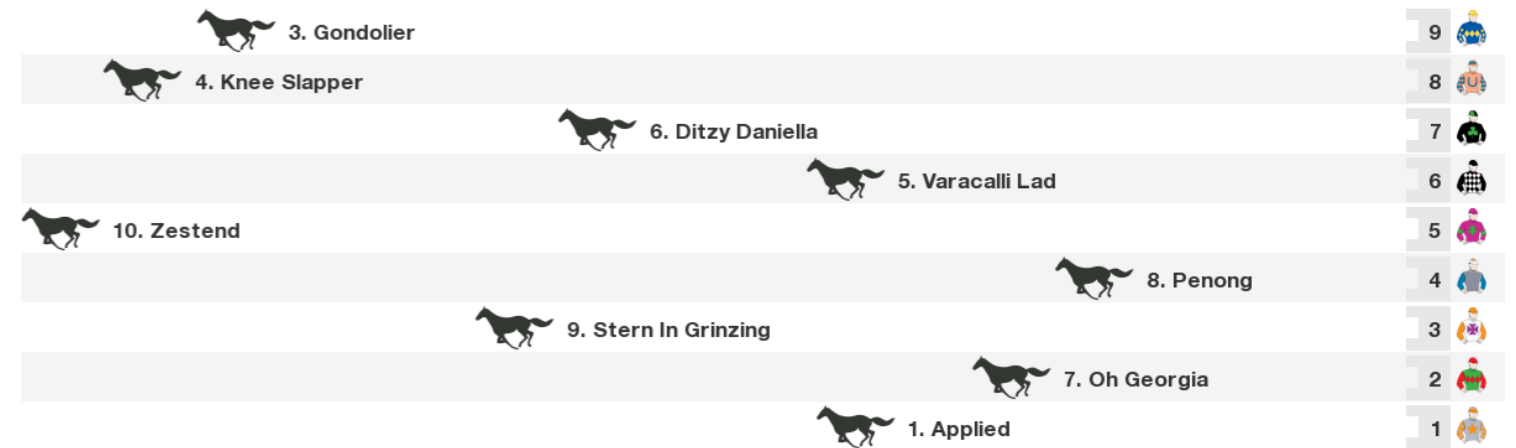 3. Gondolier 9
4. Knee Slapper 8
6. Ditzy Daniella 7
5. Varacalli Lad 6
10. Zestend 5
8. Penong 4
9. Stern In Grinzing 3
7. Oh Georgia 2
1. Applied 1